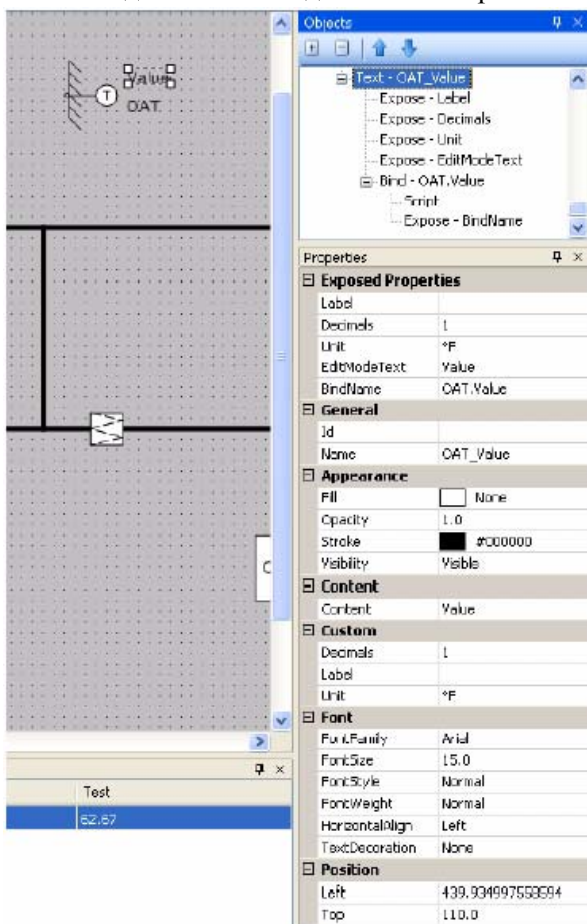 Objects
Text - OAT_Value
Expose - Label
Expose - Decimals
Expose - Unit
Expose - EditModeText
Bind - OAT.Value
Script
Expose - BindName
Value
T
OAT
Properties
Exposed Properties
Label
Decimals 1
Unit °F
EditModeText Value
BindName OAT.Value
General
Id
Name OAT_Value
Appearance
Fill None
Opacity 1.0
Stroke #000000
Visibility Visible
Content
Content Value
Custom
Decimals 1
Label
Unit °F
Font
FontFamily Arial
FontSize 15.0
FontStyle Normal
FontWeight Normal
HorizontalAlign Left
TextDecoration None
Position
Left 439.934997558594
Top 110.0
Test
62.67